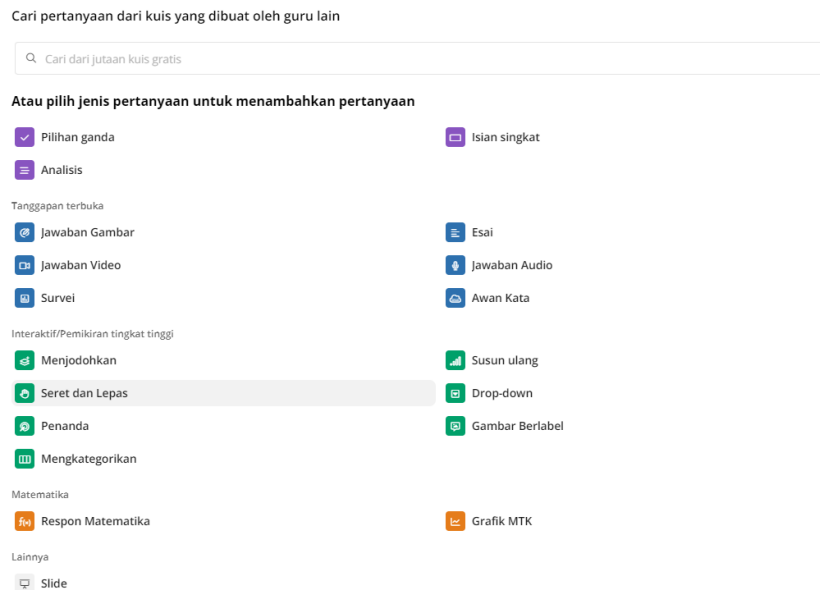 Cari pertanyaan dari kuis yang dibuat oleh guru lain
Cari dari jutaan kuis gratis
Atau pilih jenis pertanyaan untuk menambahkan pertanyaan
Pilihan ganda
Isian singkat
Analisis
Tanggapan terbuka
Jawaban Gambar
Esai
Jawaban Video
Jawaban Audio
Survei
Awan Kata
Interaktif/Pemikiran tingkat tinggi
Menjodohkan
Susun ulang
Seret dan Lepas
Drop-down
Penanda
Gambar Berlabel
Mengkategorikan
Matematika
f(x) Respon Matematika
Grafik MTK
Lainnya
Slide